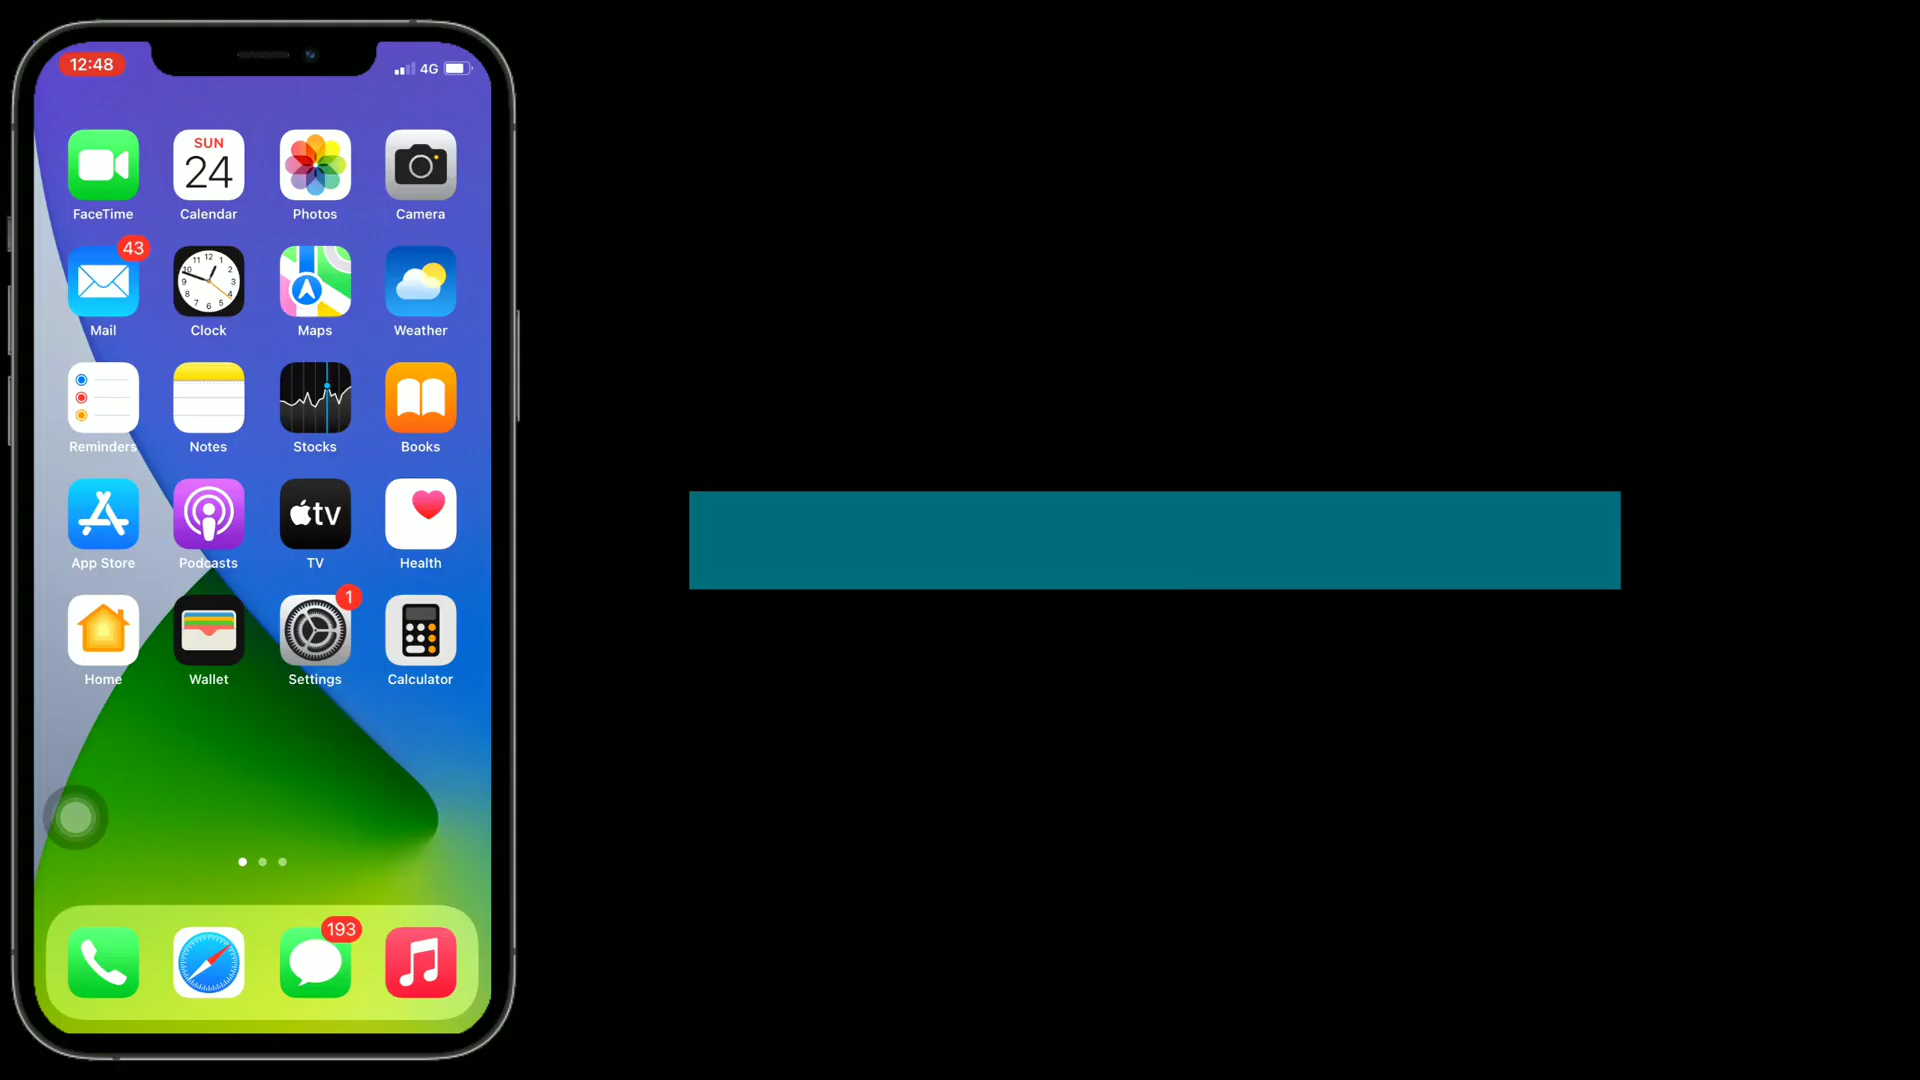 12:48
4G
SUN
24
FaceTime
Calendar
Photos
Camera
43
Mail
Clock
Maps
Weather
Reminders
Notes
Stocks
Books
tv
App Store
Podcasts
TV
Health
1
Home
Wallet
Settings
Calculator
193